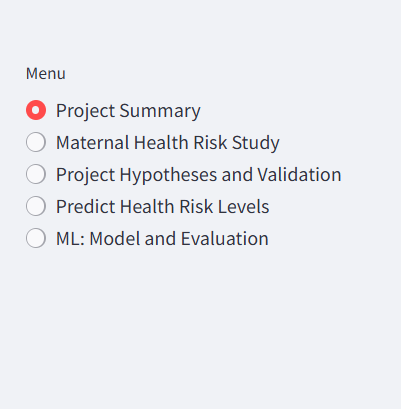 Menu
Project Summary
Maternal Health Risk Study
Project Hypotheses and Validation
Predict Health Risk Levels
ML: Model and Evaluation